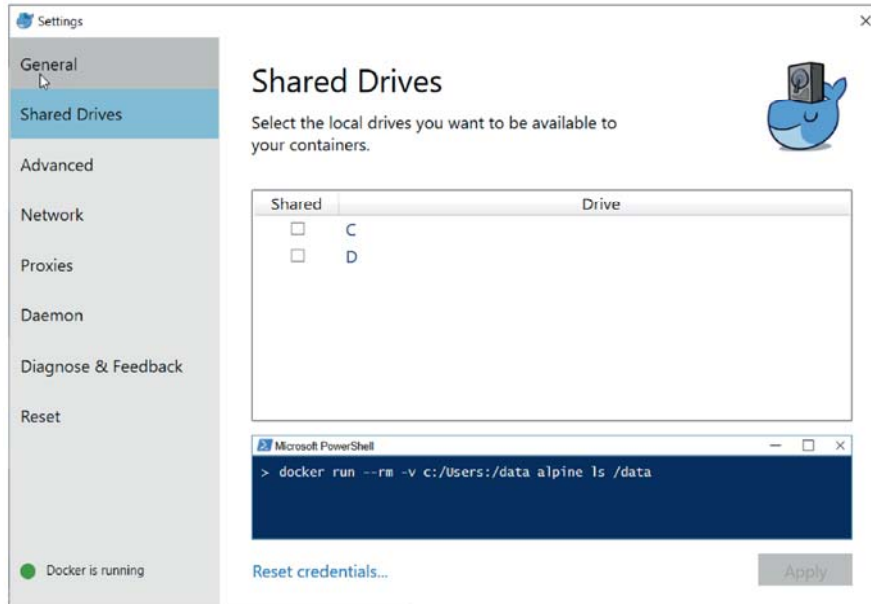 Settings
General
Shared Drives
Advanced
Network
Proxies
Daemon
Diagnose & Feedback
Reset
Docker is running
Shared Drives
Select the local drives you want to be available to
your containers.
Shared Drive
C
D
Microsoft PowerShell
> docker run --rm -v c:/Users:/data alpine ls /data
Reset credentials...
Apply